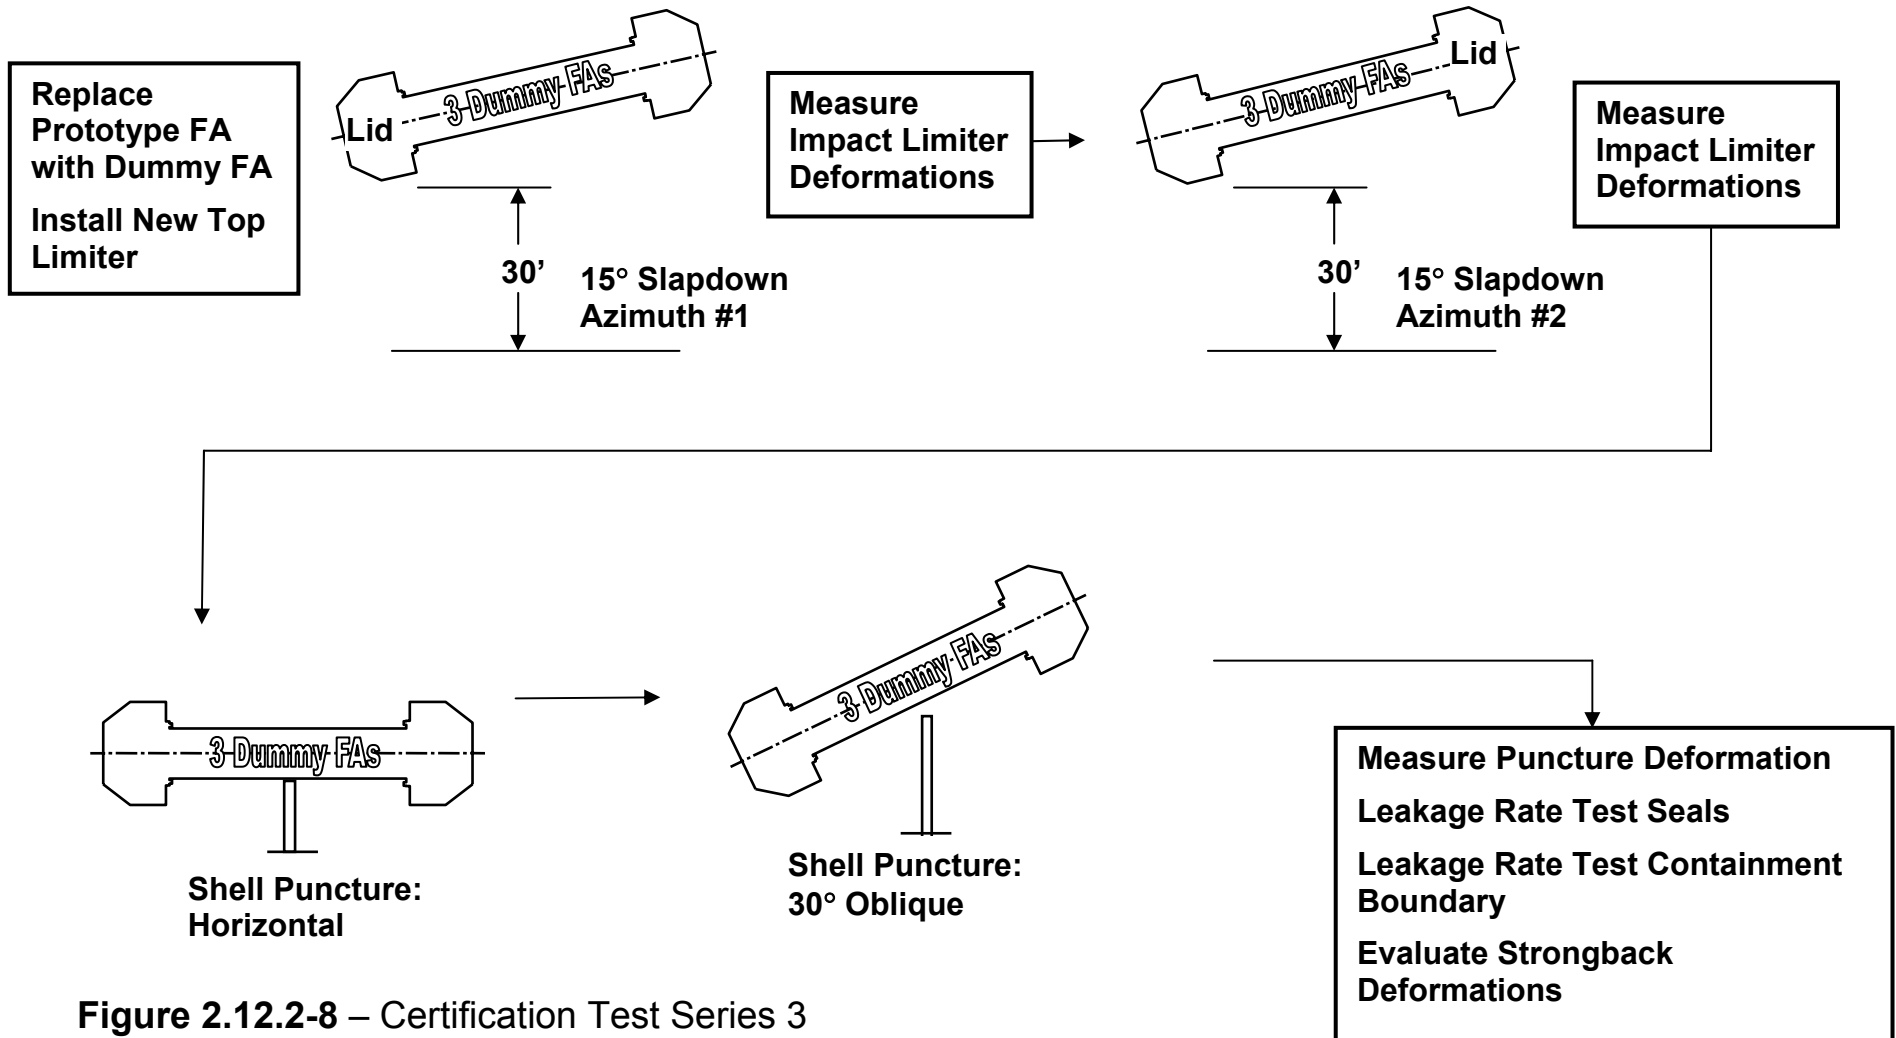 Replace
Prototype FA
with Dummy FA
Install New Top
Limiter
Lid
3 Dummy FAs
30’
15° Slapdown
Azimuth #1
Measure
Impact Limiter
Deformations
3 Dummy FAs
Lid
30’
15° Slapdown
Azimuth #2
Measure
Impact Limiter
Deformations
3 Dummy FAs
Shell Puncture:
Horizontal
3 Dummy FAs
Shell Puncture:
30° Oblique
Measure Puncture Deformation
Leakage Rate Test Seals
Leakage Rate Test Containment
Boundary
Evaluate Strongback
Deformations
Figure 2.12.2-8 – Certification Test Series 3